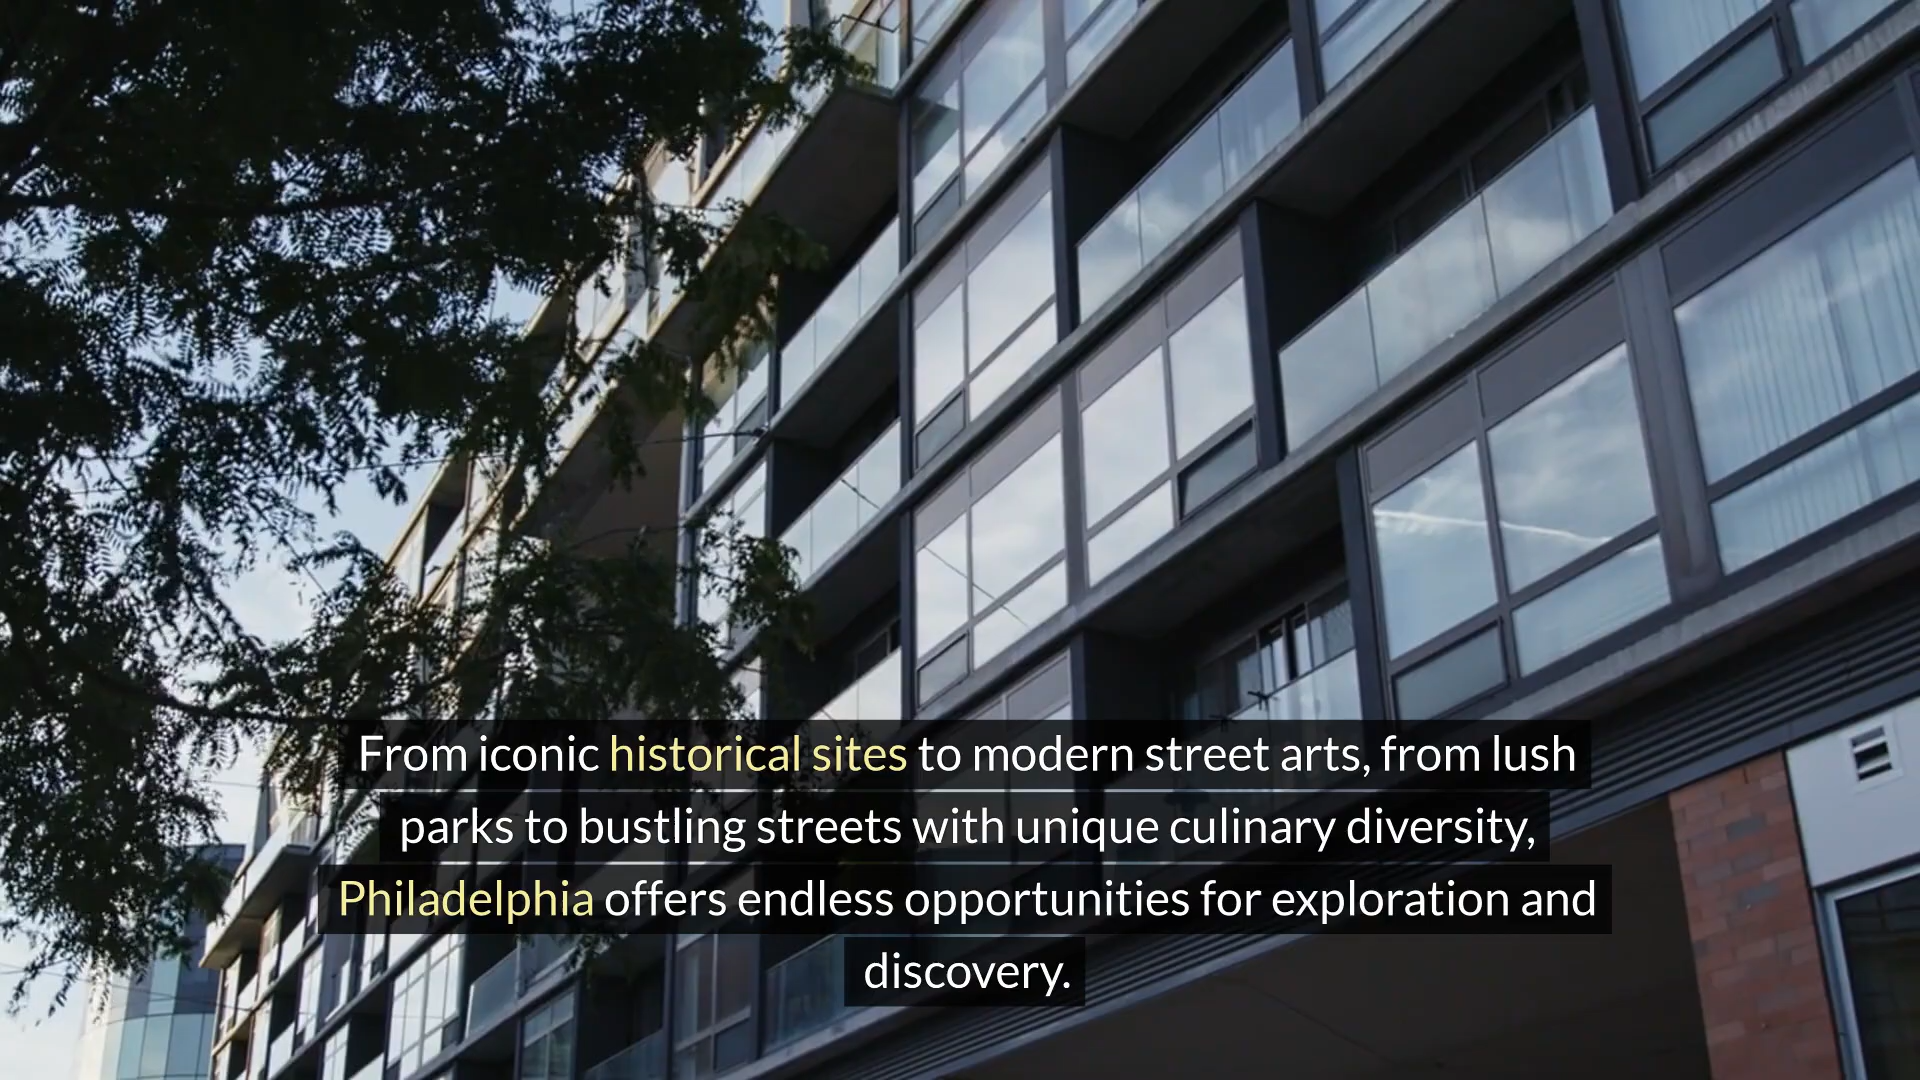 From iconic historical sites to modern street arts, from lush
parks to bustling streets with unique culinary diversity,
Philadelphia offers endless opportunities for exploration and
discovery.